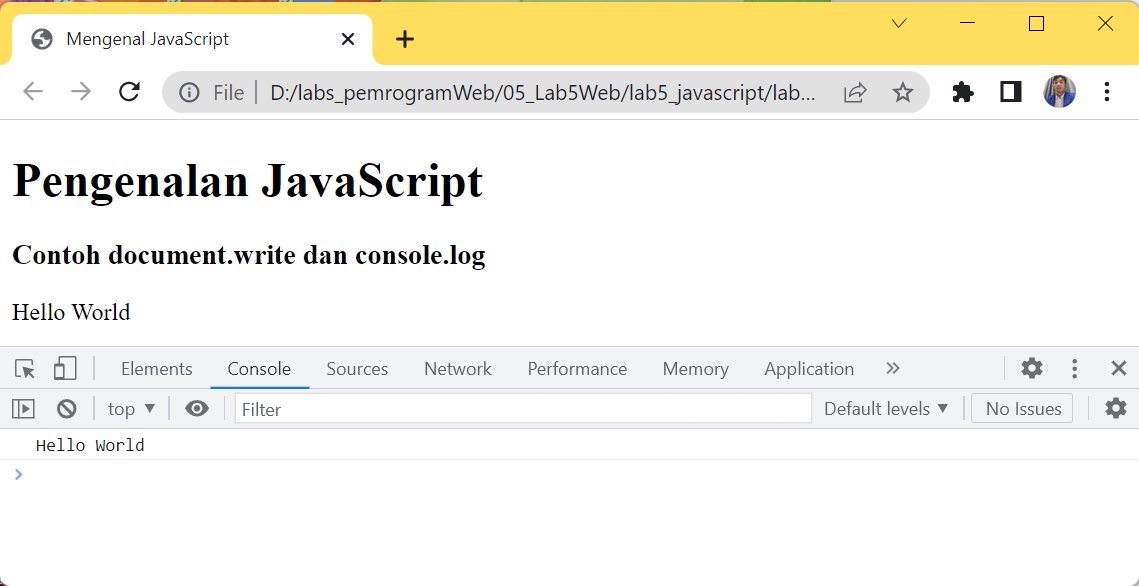 Mengenal JavaScript
File D:/labs_pemrogramWeb/05_Lab5Web/lab5_javascript/lab...
Pengenalan JavaScript
Contoh document.write dan console.log
Hello World
Elements Console Sources Network Performance Memory Application
top Filter Default levels No Issues
Hello World